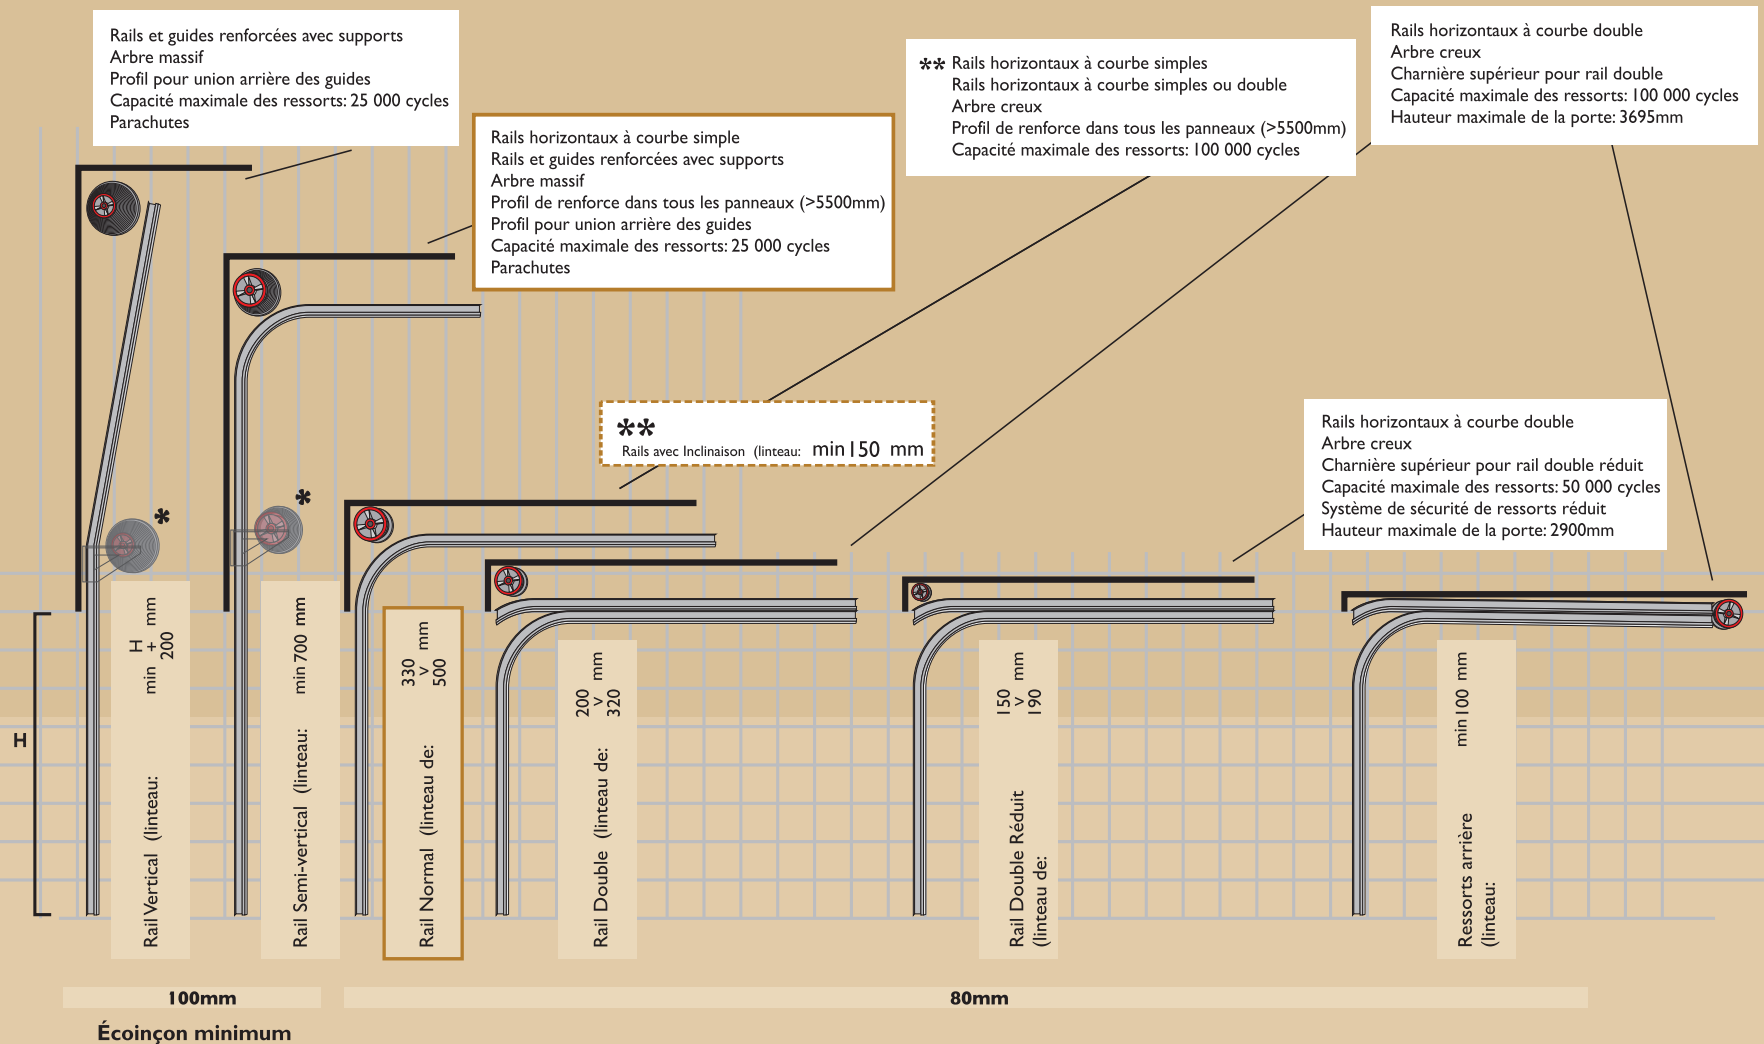 Rails et guides renforcées avec supports
Arbre massif
Profil pour union arrière des guides
Capacité maximale des ressorts: 25 000 cycles
Parachutes
Rails horizontaux à courbe simple
Rails et guides renforcées avec supports
Arbre massif
Profil de renforce dans tous les panneaux (>5500mm)
Profil pour union arrière des guides
Capacité maximale des ressorts: 25 000 cycles
Parachutes
** Rails horizontaux à courbe simples
Rails horizontaux à courbe simples ou double
Arbre creux
Profil de renforce dans tous les panneaux (>5500mm)
Capacité maximale des ressorts: 100 000 cycles
Rails horizontaux à courbe double
Arbre creux
Charnière supérieur pour rail double
Capacité maximale des ressorts: 100 000 cycles
Hauteur maximale de la porte: 3695mm
**
Rails avec Inclinaison (linteau: min 150 mm
Rails horizontaux à courbe double
Arbre creux
Charnière supérieur pour rail double réduit
Capacité maximale des ressorts: 50 000 cycles
Système de sécurité de ressorts réduit
Hauteur maximale de la porte: 2900mm
*
*
H
Rail Vertical (linteau: min H + 200 mm
Rail Semi-vertical (linteau: min 700 mm
Rail Normal (linteau de: 330 > 500 mm
Rail Double (linteau de: 200 > 320 mm
Rail Double Réduit
(linteau de: 150 > 190 mm
Ressorts arrière
(linteau: min 100 mm
100mm
80mm
Écoinçon minimum